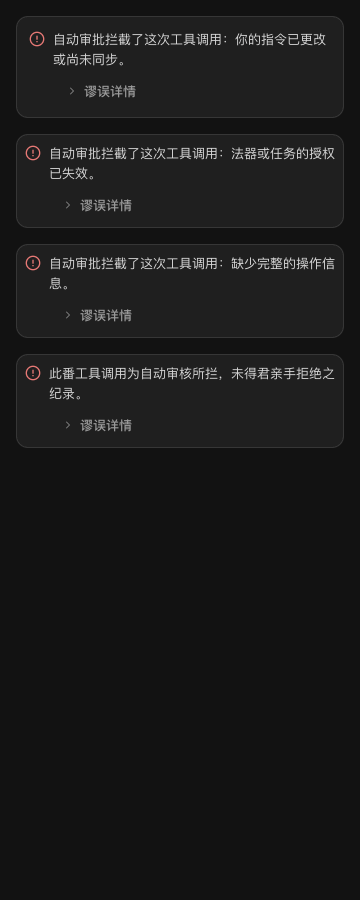 自动审批拦截了这次工具调用：你的指令已更改
或尚未同步。
谬误详情
自动审批拦截了这次工具调用：法器或任务的授权
已失效。
谬误详情
自动审批拦截了这次工具调用：缺少完整的操作信
息。
谬误详情
此番工具调用为自动审核所拦，未得君亲手拒绝之
纪录。
谬误详情